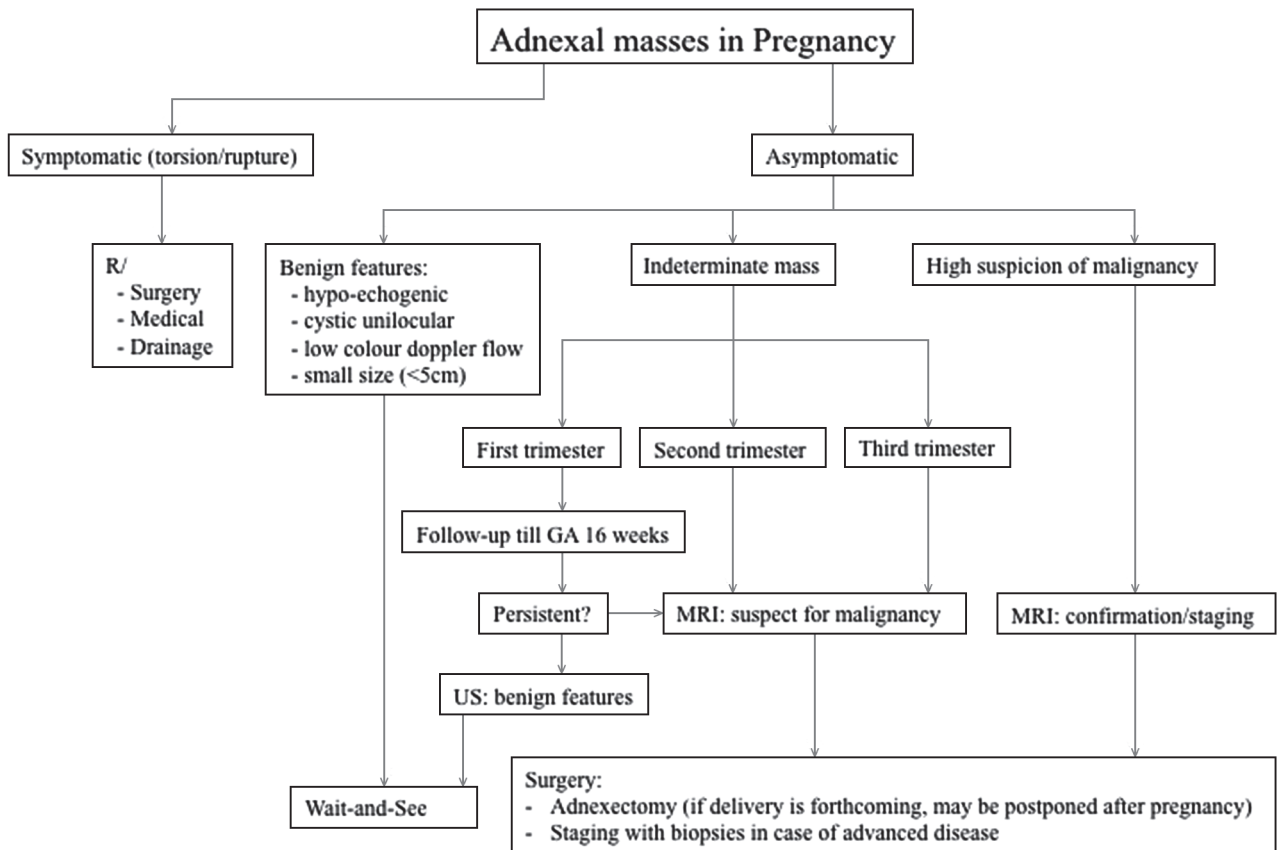 Adnexal masses in Pregnancy
Symptomatic (torsion/rupture)
Asymptomatic
R/
- Surgery
- Medical
- Drainage
Benign features:
- hypo-echogenic
- cystic unilocular
- low colour doppler flow
- small size (<5cm)
Indeterminate mass
High suspicion of malignancy
First trimester
Second trimester
Third trimester
Follow-up till GA 16 weeks
Persistent?
MRI: suspect for malignancy
MRI: confirmation/staging
US: benign features
Wait-and-See
Surgery:
- Adnexectomy (if delivery is forthcoming, may be postponed after pregnancy)
- Staging with biopsies in case of advanced disease